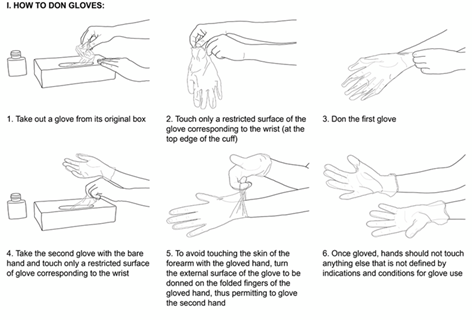 I. HOW TO DON GLOVES:
1. Take out a glove from its original box
2. Touch only a restricted surface of the
glove corresponding to the wrist (at the
top edge of the cuff)
3. Don the first glove
4. Take the second glove with the bare
hand and touch only a restricted surface
of glove corresponding to the wrist
5. To avoid touching the skin of the
forearm with the gloved hand, turn
the external surface of the glove to be
donned on the folded fingers of the
gloved hand, thus permitting to glove
the second hand
6. Once gloved, hands should not touch
anything else that is not defined by
indications and conditions for glove use